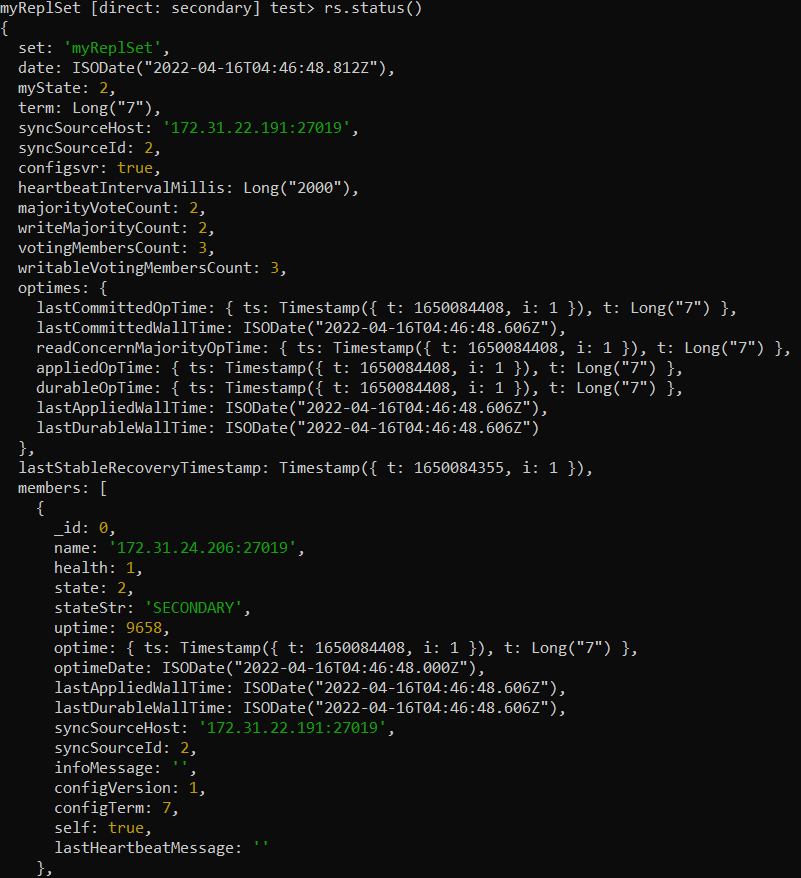 myReplSet [direct: secondary] test> rs.status()
{
  set: 'myReplSet',
  date: ISODate("2022-04-16T04:46:48.812Z"),
  myState: 2,
  term: Long("7"),
  syncSourceHost: '172.31.22.191:27019',
  syncSourceId: 2,
  configsvr: true,
  heartbeatIntervalMillis: Long("2000"),
  majorityVoteCount: 2,
  writeMajorityCount: 2,
  votingMembersCount: 3,
  writableVotingMembersCount: 3,
  optimes: {
    lastCommittedOpTime: { ts: Timestamp({ t: 1650084408, i: 1 }), t: Long("7") },
    lastCommittedWallTime: ISODate("2022-04-16T04:46:48.606Z"),
    readConcernMajorityOpTime: { ts: Timestamp({ t: 1650084408, i: 1 }), t: Long("7") },
    appliedOpTime: { ts: Timestamp({ t: 1650084408, i: 1 }), t: Long("7") },
    durableOpTime: { ts: Timestamp({ t: 1650084408, i: 1 }), t: Long("7") },
    lastAppliedWallTime: ISODate("2022-04-16T04:46:48.606Z"),
    lastDurableWallTime: ISODate("2022-04-16T04:46:48.606Z")
  },
  lastStableRecoveryTimestamp: Timestamp({ t: 1650084355, i: 1 }),
  members: [
    {
      _id: 0,
      name: '172.31.24.206:27019',
      health: 1,
      state: 2,
      stateStr: 'SECONDARY',
      uptime: 9658,
      optime: { ts: Timestamp({ t: 1650084408, i: 1 }), t: Long("7") },
      optimeDate: ISODate("2022-04-16T04:46:48.000Z"),
      lastAppliedWallTime: ISODate("2022-04-16T04:46:48.606Z"),
      lastDurableWallTime: ISODate("2022-04-16T04:46:48.606Z"),
      syncSourceHost: '172.31.22.191:27019',
      syncSourceId: 2,
      infoMessage: '',
      configVersion: 1,
      configTerm: 7,
      self: true,
      lastHeartbeatMessage: ''
    },